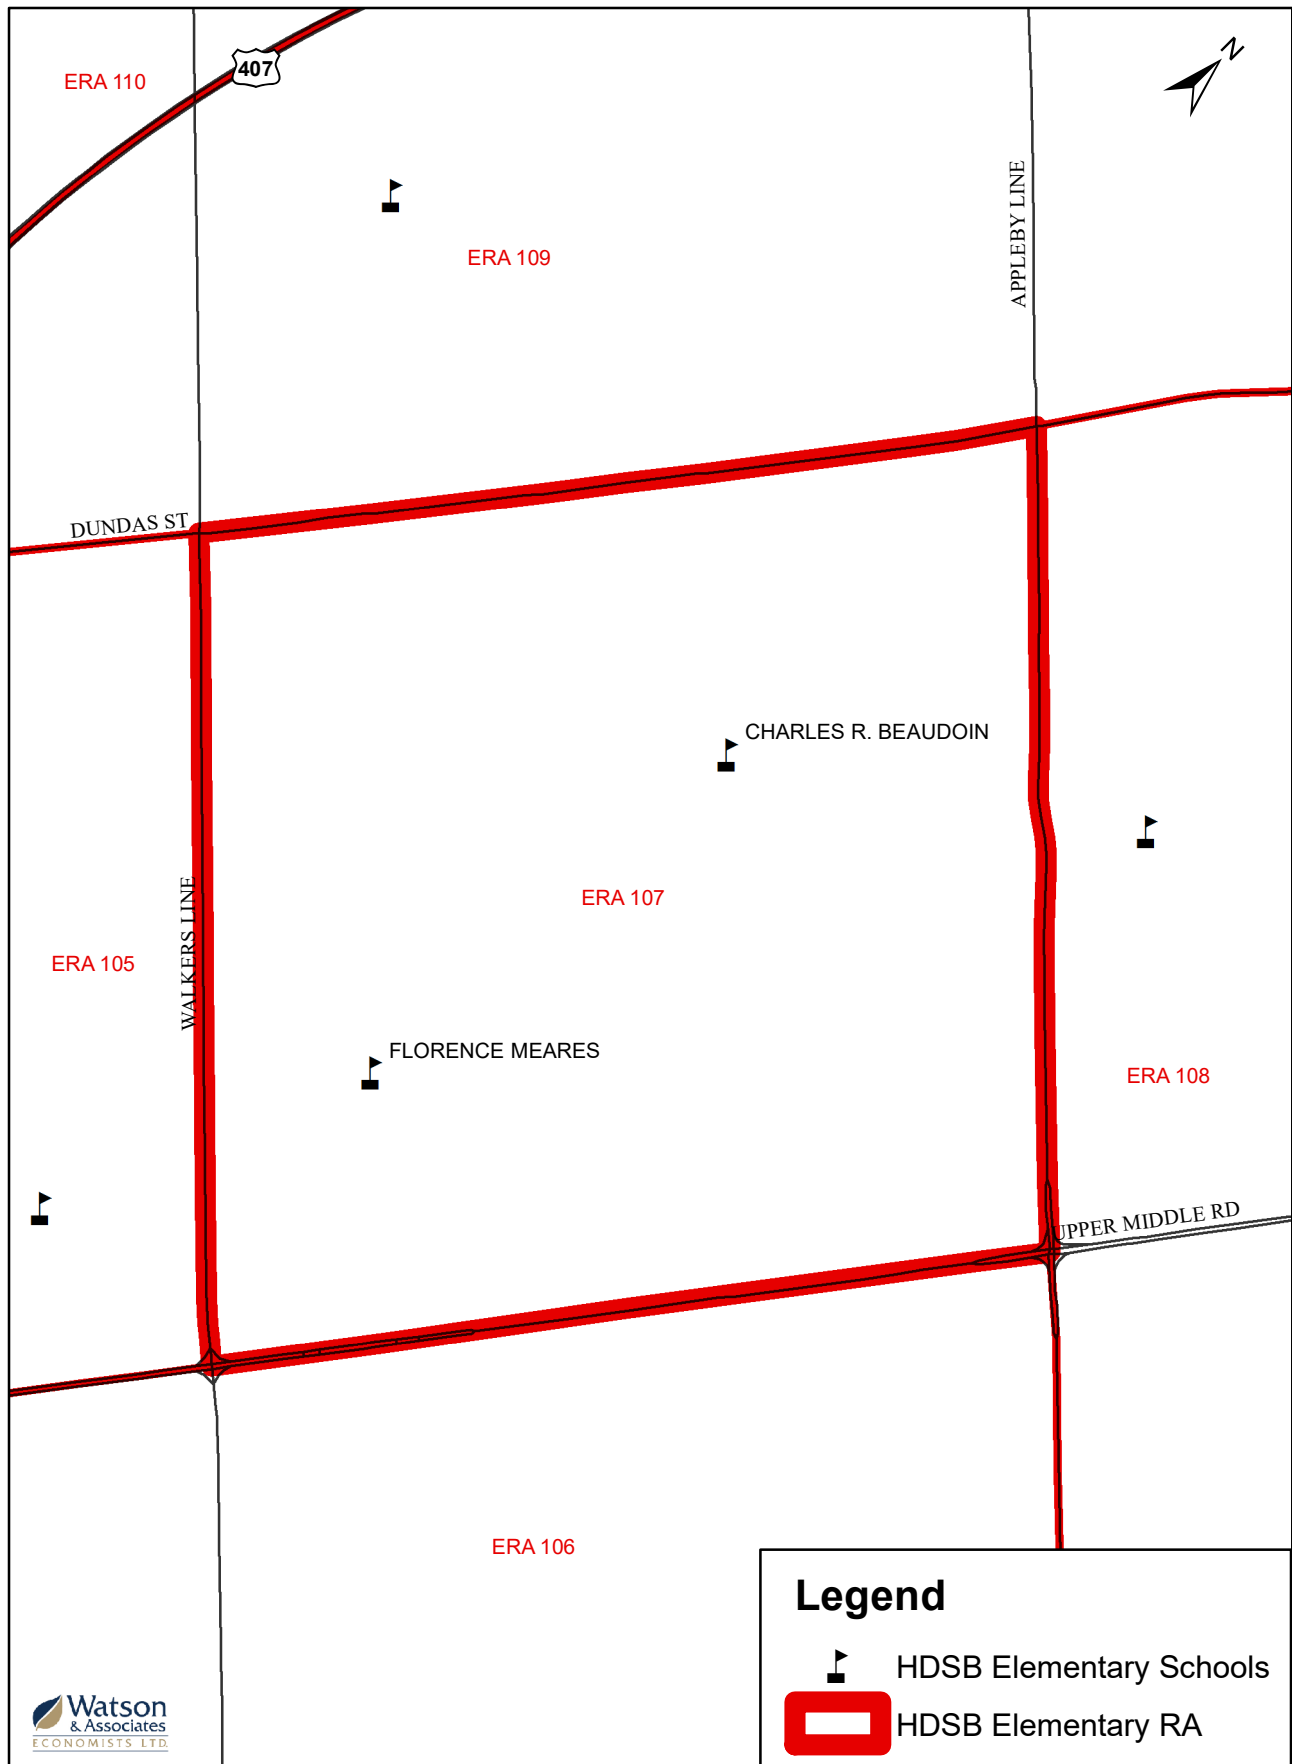 407
ERA 110
N
ERA 109
APPLEBY LINE
DUNDAS ST
CHARLES R. BEAUDOIN
ERA 107
WALKERS LINE
ERA 105
FLORENCE MEARES
ERA 108
UPPER MIDDLE RD
ERA 106
Legend
HDSB Elementary Schools
HDSB Elementary RA
Watson
& Associates
ECONOMISTS LTD.